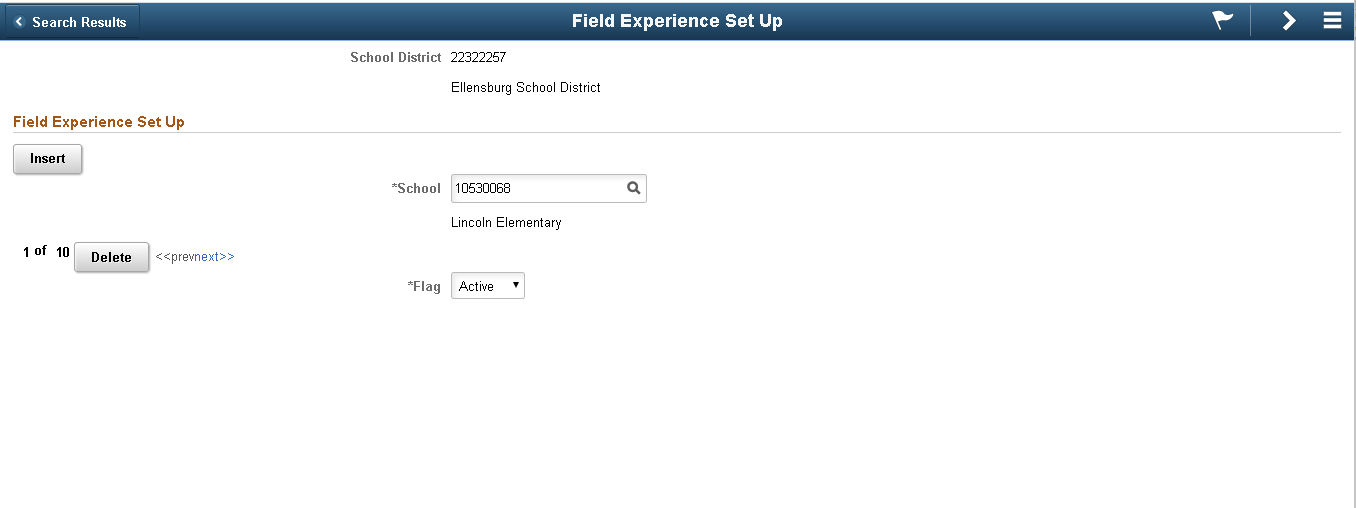 Search Results
Field Experience Set Up
School District 22322257
Ellensburg School District
Field Experience Set Up
Insert
*School 10530068
Lincoln Elementary
1 of 10 Delete <<prevnext>>
*Flag Active